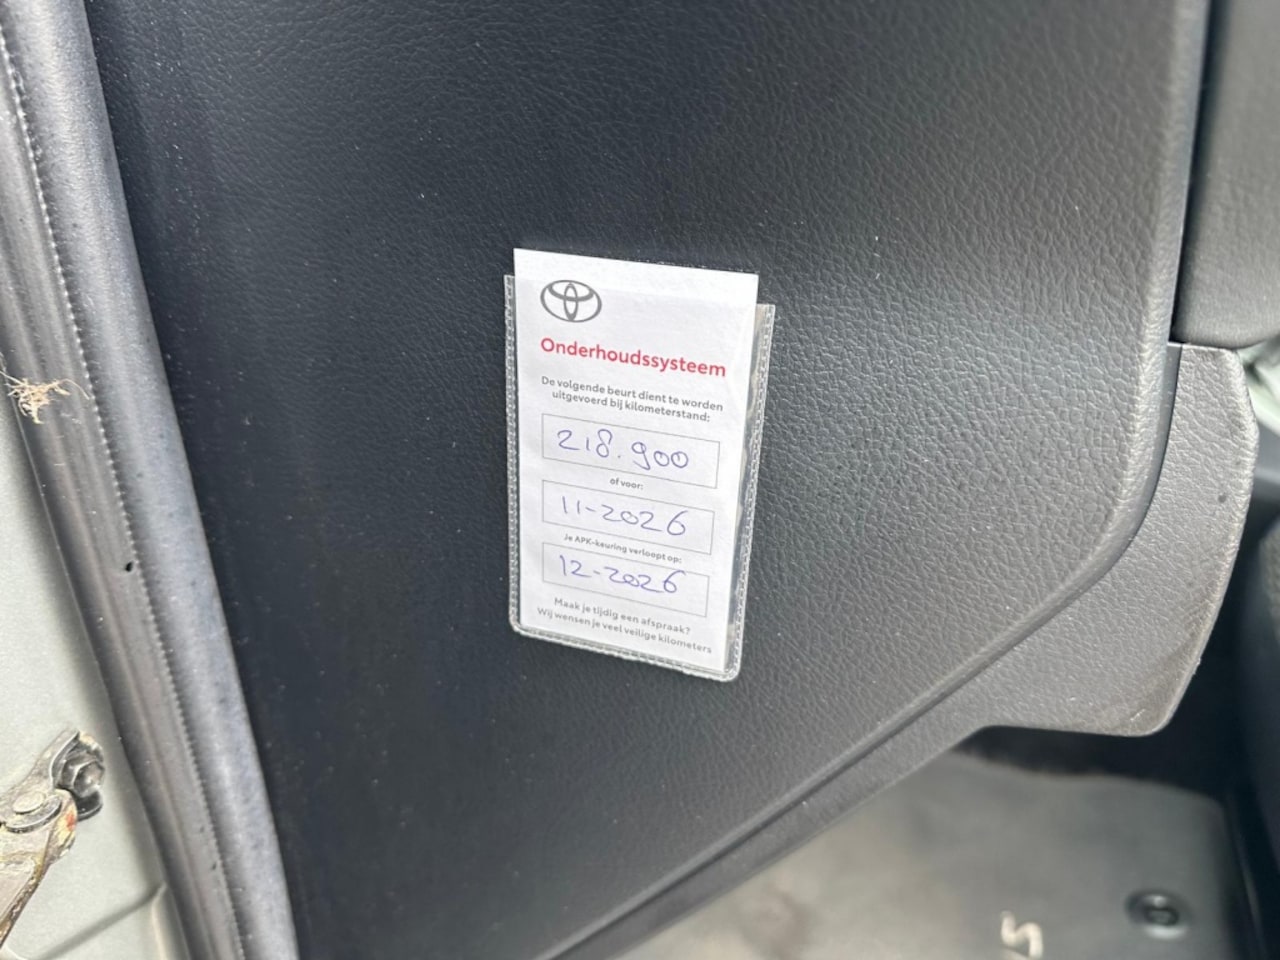 Onderhoudssysteem
De volgende beurt dient te worden
uitgevoerd bij kilometerstand:
218.900
of voor:
11-2026
Je APK-keuring verloopt op:
12-2026
Maak je tijdig een afspraak?
Wij wensen je veel veilige kilometers